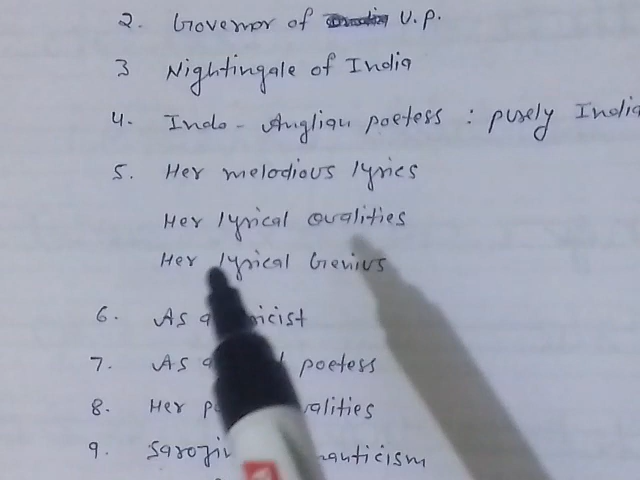 2. Governor of U.P.
3 Nightingale of India
4. Indo-Anglian poetess : purely India
5. Her melodious lyrics
Her lyrical Qualities
Her lyrical Genius
6. As a
7. As a poetess
8. Her
9.